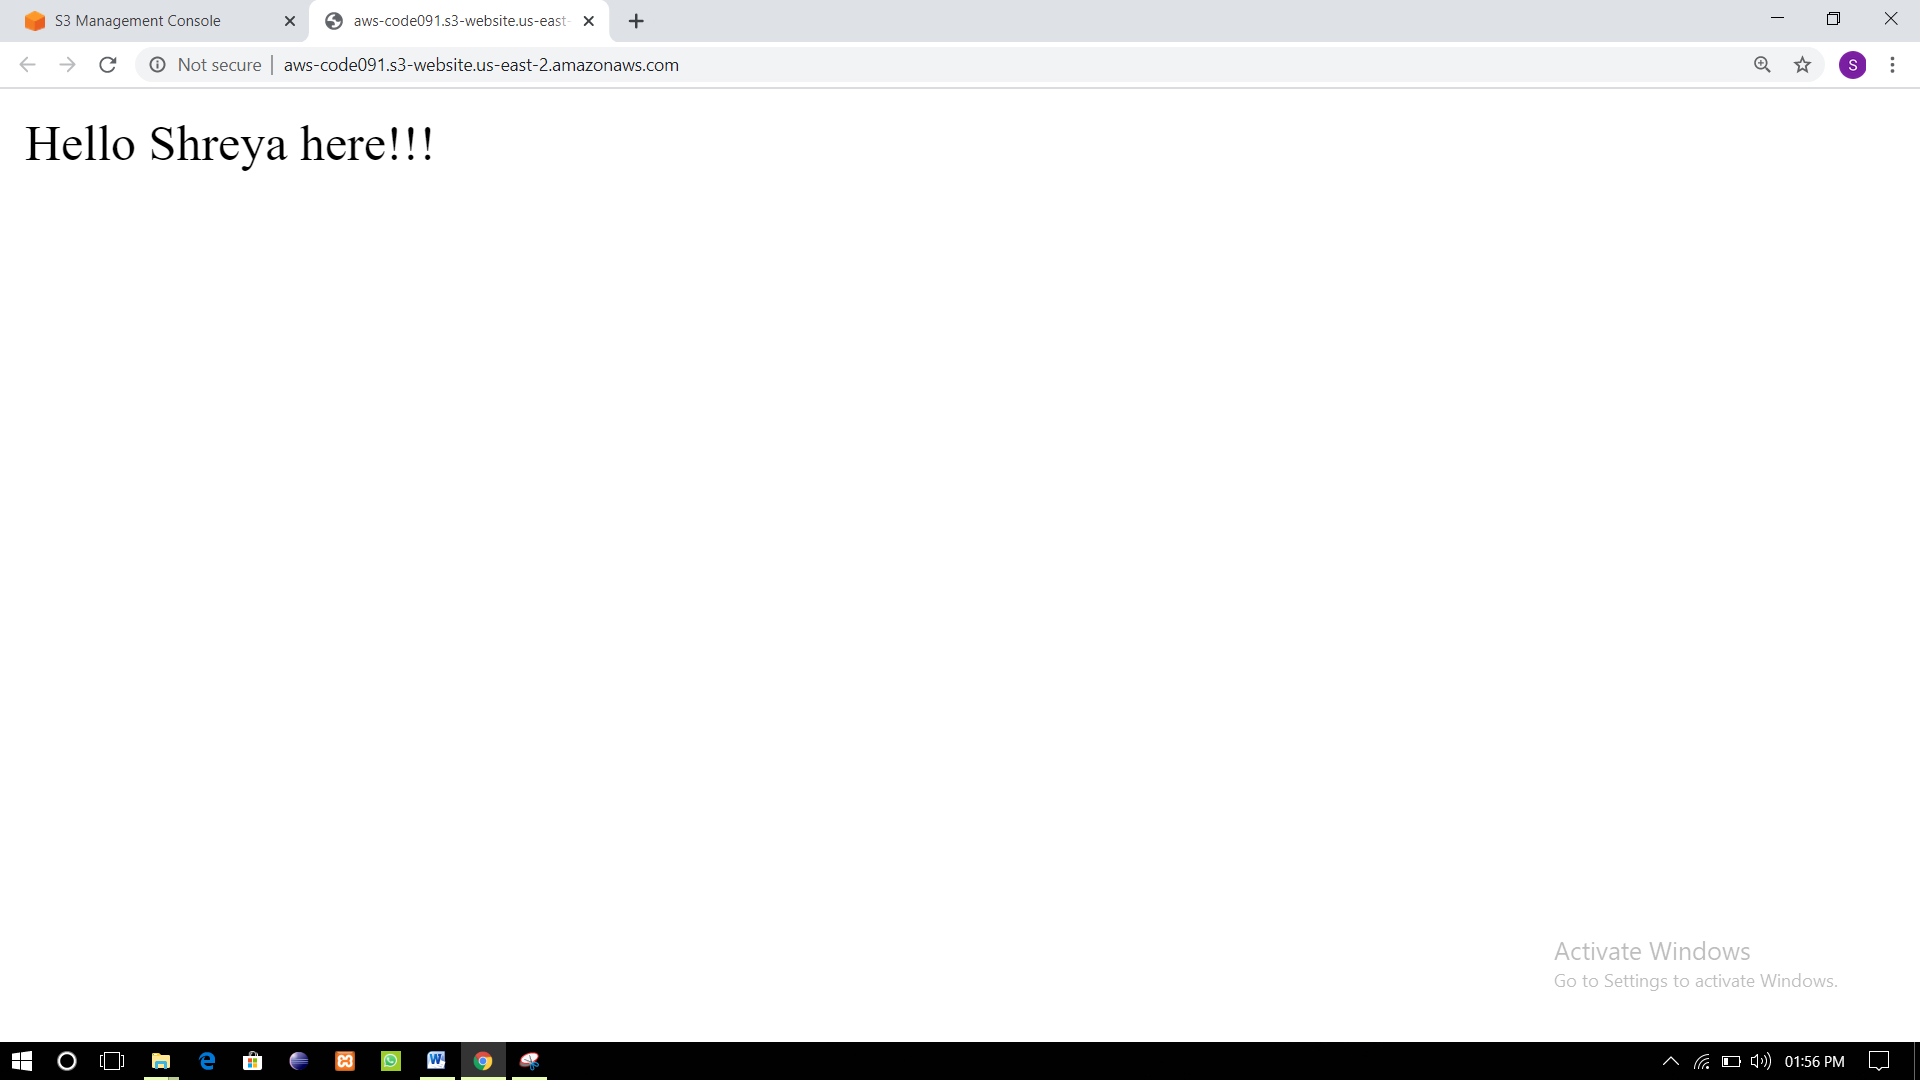 S3 Management Console
aws-code091.s3-website.us-east-
Not secure
aws-code091.s3-website.us-east-2.amazonaws.com
S
Hello Shreya here!!!
Activate Windows
Go to Settings to activate Windows.
01:56 PM